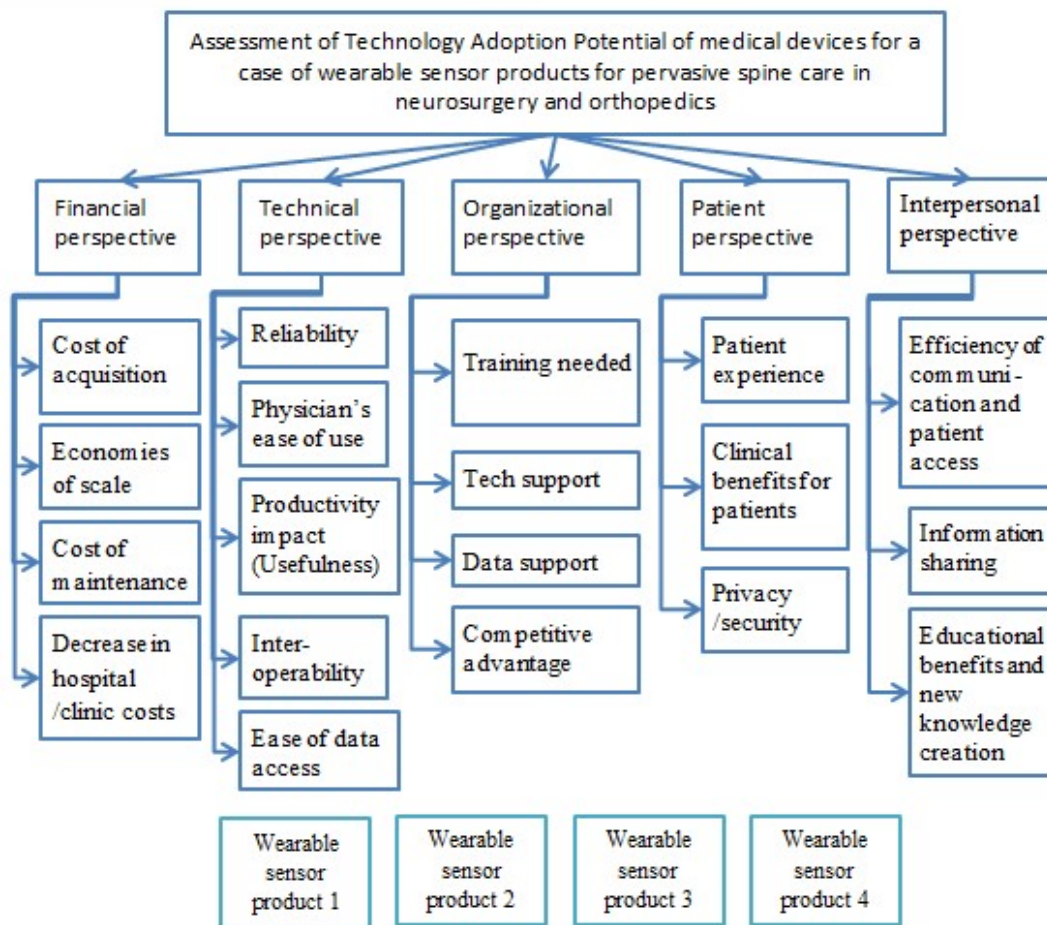 Assessment of Technology Adoption Potential of medical devices for a
case of wearable sensor products for pervasive spine care in
neurosurgery and orthopedics
Financial
perspective
Technical
perspective
Organizational
perspective
Patient
perspective
Interpersonal
perspective
Cost of
acquisition
Economies
of scale
Cost of
maintenance
Decrease in
hospital
/clinic costs
Reliability
Physician's
ease of use
Productivity
impact
(Usefulness)
Inter-
operability
Ease of data
access
Training needed
Tech support
Data support
Competitive
advantage
Patient
experience
Clinical
benefits for
patients
Privacy
/security
Efficiency of
communi-
cation and
patient
access
Information
sharing
Educational
benefits and
new
knowledge
creation
Wearable
sensor
product 1
Wearable
sensor
product 2
Wearable
sensor
product 3
Wearable
sensor
product 4